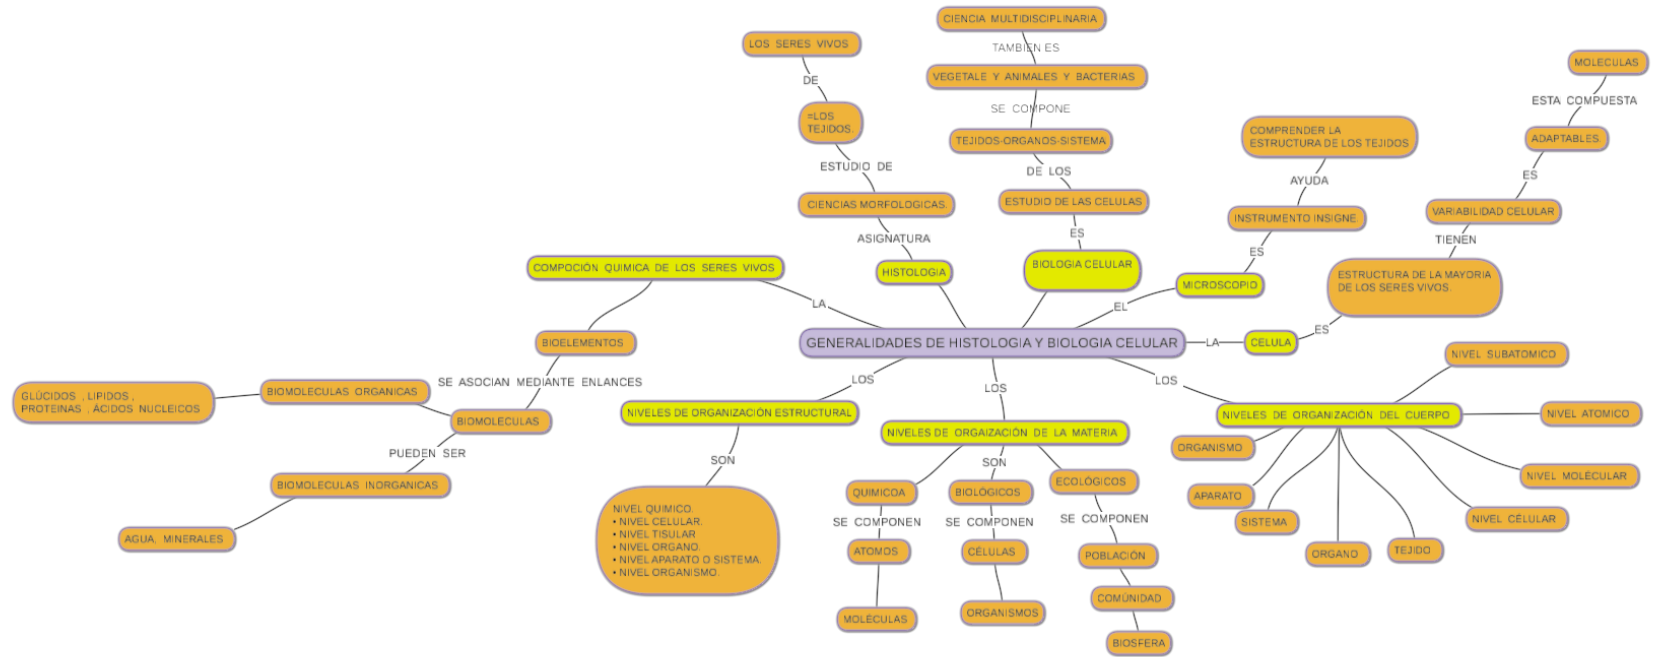 CIENCIA MULTIDISCIPLINARIA
TAMBIEN ES
VEGETALE Y ANIMALES Y BACTERIAS
SE COMPONE
TEJIDOS-ORGANOS-SISTEMA
DE LOS
ESTUDIO DE LAS CELULAS
ES
BIOLOGIA CELULAR
LOS SERES VIVOS
DE
=LOS
TEJIDOS.
ESTUDIO DE
CIENCIAS MORFOLOGICAS.
ASIGNATURA
HISTOLOGIA
COMPRENDER LA
ESTRUCTURA DE LOS TEJIDOS
AYUDA
INSTRUMENTO INSIGNE
ES
MICROSCOPIO
EL
MOLECULAS
ESTA COMPUESTA
ADAPTABLES.
ES
VARIABILIDAD CELULAR
TIENEN
ESTRUCTURA DE LA MAYORIA
DE LOS SERES VIVOS.
ES
CELULA
LA
COMPOCIÓN QUIMICA DE LOS SERES VIVOS
LA
GENERALIDADES DE HISTOLOGIA Y BIOLOGIA CELULAR
BIOELEMENTOS
SE ASOCIAN MEDIANTE ENLANCES
BIOMOLECULAS ORGANICAS
GLÚCIDOS , LIPIDOS ,
PROTEINAS , ÁCIDOS NUCLEICOS
BIOMOLECULAS
PUEDEN SER
BIOMOLECULAS INORGANICAS
AGUA, MINERALES
LOS
NIVELES DE ORGANIZACIÓN ESTRUCTURAL
SON
NIVEL QUIMICO.
• NIVEL CELULAR.
• NIVEL TISULAR
• NIVEL ORGANO.
• NIVEL APARATO O SISTEMA.
• NIVEL ORGANISMO.
LOS
NIVELES DE ORGAIZACIÓN DE LA MATERIA
SON
QUIMICOA
SE COMPONEN
ATOMOS
MOLÉCULAS
BIOLÓGICOS
SE COMPONEN
CÉLULAS
ORGANISMOS
ECOLÓGICOS
SE COMPONEN
POBLACIÓN
COMÚNIDAD
BIOSFERA
LOS
NIVELES DE ORGANIZACIÓN DEL CUERPO
NIVEL SUBATOMICO
NIVEL ATOMICO
NIVEL MOLÉCULAR
NIVEL CÉLULAR
TEJIDO
ORGANO
SISTEMA
APARATO
ORGANISMO